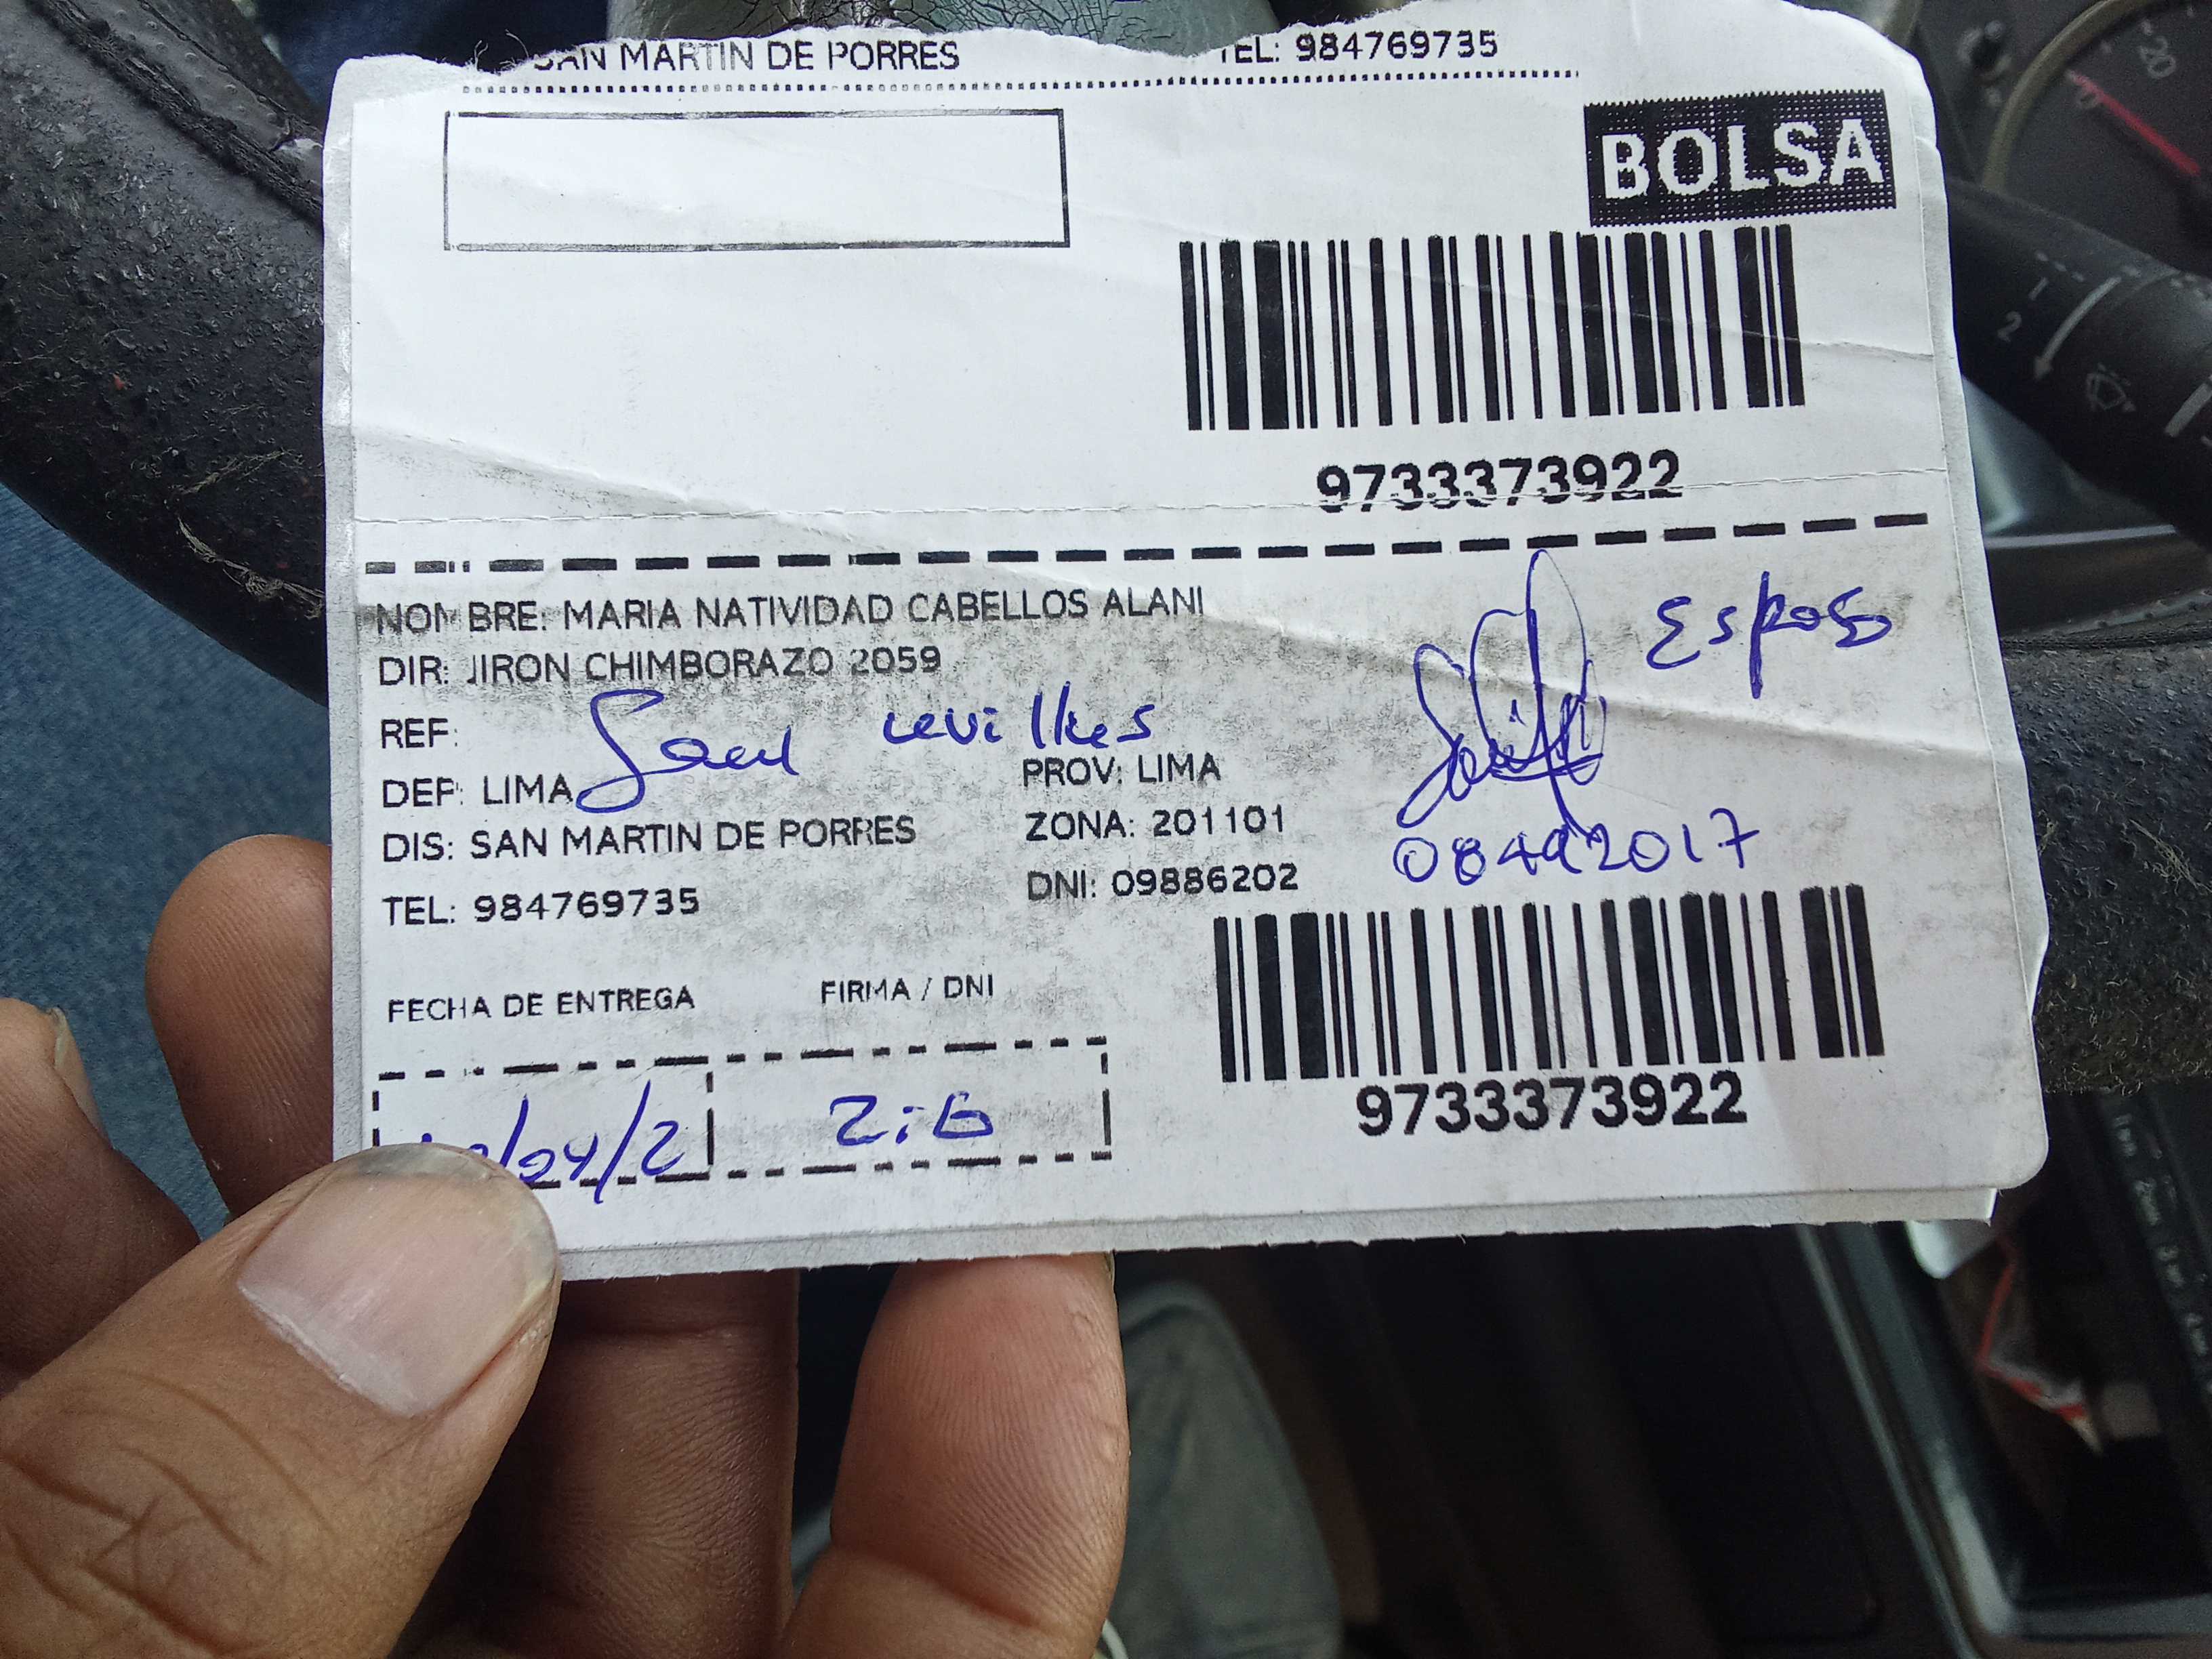 SAN MARTIN DE PORRES TEL: 984769735
BOLSA
9733373922
NOMBRE: MARIA NATIVIDAD CABELLOS ALANI
Esposo
DIR: JIRON CHIMBORAZO 2059
REF:
DEP: LIMA PROV: LIMA
DIS: SAN MARTIN DE PORRES ZONA: 201101
08492017
TEL: 984769735 DNI: 09886202
FECHA DE ENTREGA FIRMA / DNI
/04/2
9733373922